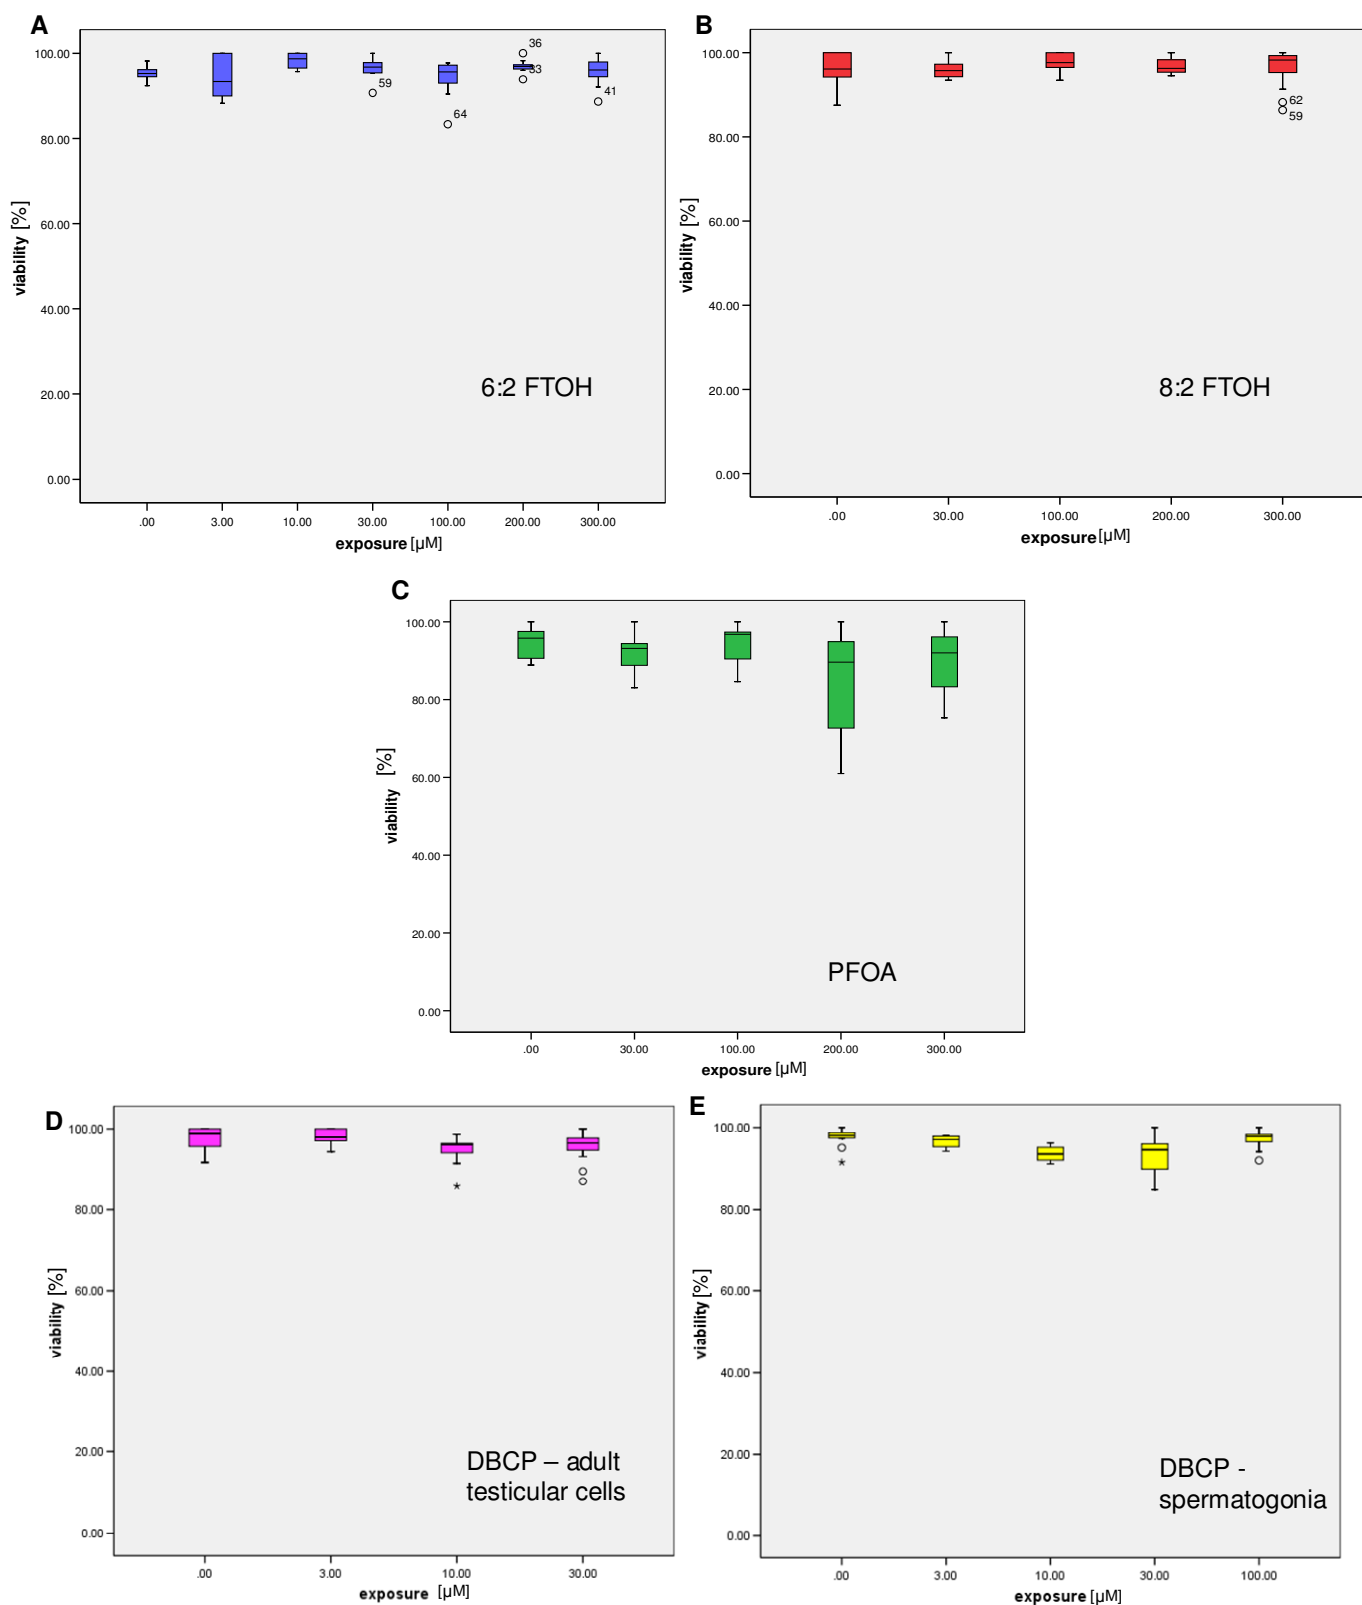 A
100.00
80.00
60.00
40.00
20.00
0.00
viability [%]
36
33
59
64
41
6:2 FTOH
.00 3.00 10.00 30.00 100.00 200.00 300.00
exposure [µM]
B
100.00
80.00
60.00
40.00
20.00
0.00
viability [%]
62
59
8:2 FTOH
.00 30.00 100.00 200.00 300.00
exposure [µM]
C
100.00
80.00
60.00
40.00
20.00
0.00
viability [%]
PFOA
.00 30.00 100.00 200.00 300.00
exposure [µM]
D
100.00
80.00
60.00
40.00
20.00
0.00
viability [%]
DBCP – adult
testicular cells
.00 3.00 10.00 30.00
exposure [µM]
E
100.00
80.00
60.00
40.00
20.00
0.00
viability [%]
DBCP -
spermatogonia
.00 3.00 10.00 30.00 100.00
exposure [µM]